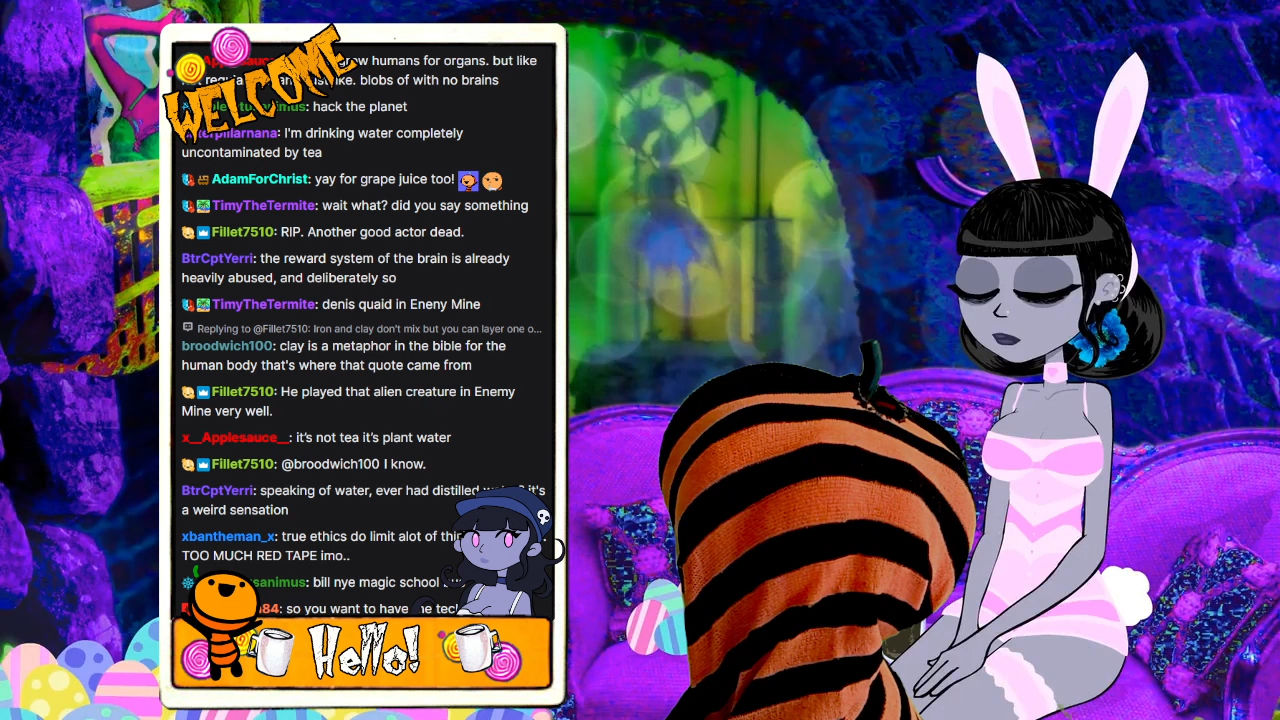 WELCOME
row humans for organs. but like
blobs of with no brains
hack the planet
I'm drinking water completely
uncontaminated by tea
AdamForChrist: yay for grape juice too!
TimyTheTermite: wait what? did you say something
Fillet7510: RIP. Another good actor dead.
BtrCptYerri: the reward system of the brain is already
heavily abused, and deliberately so
TimyTheTermite: denis quaid in Eneny Mine
Replying to @Fillet7510: Iron and clay don't mix but you can layer one o...
broodwich100: clay is a metaphor in the bible for the
human body that's where that quote came from
Fillet7510: He played that alien creature in Enemy
Mine very well.
x__Applesauce__: it's not tea it's plant water
Fillet7510: @broodwich100 I know.
BtrCptYerri: speaking of water, ever had distilled it's
a weird sensation
xbantheman_x: true ethics do limit alot of
TOO MUCH RED TAPE imo..
sanimus: bill nye magic school
84: so you want to have
Hello!